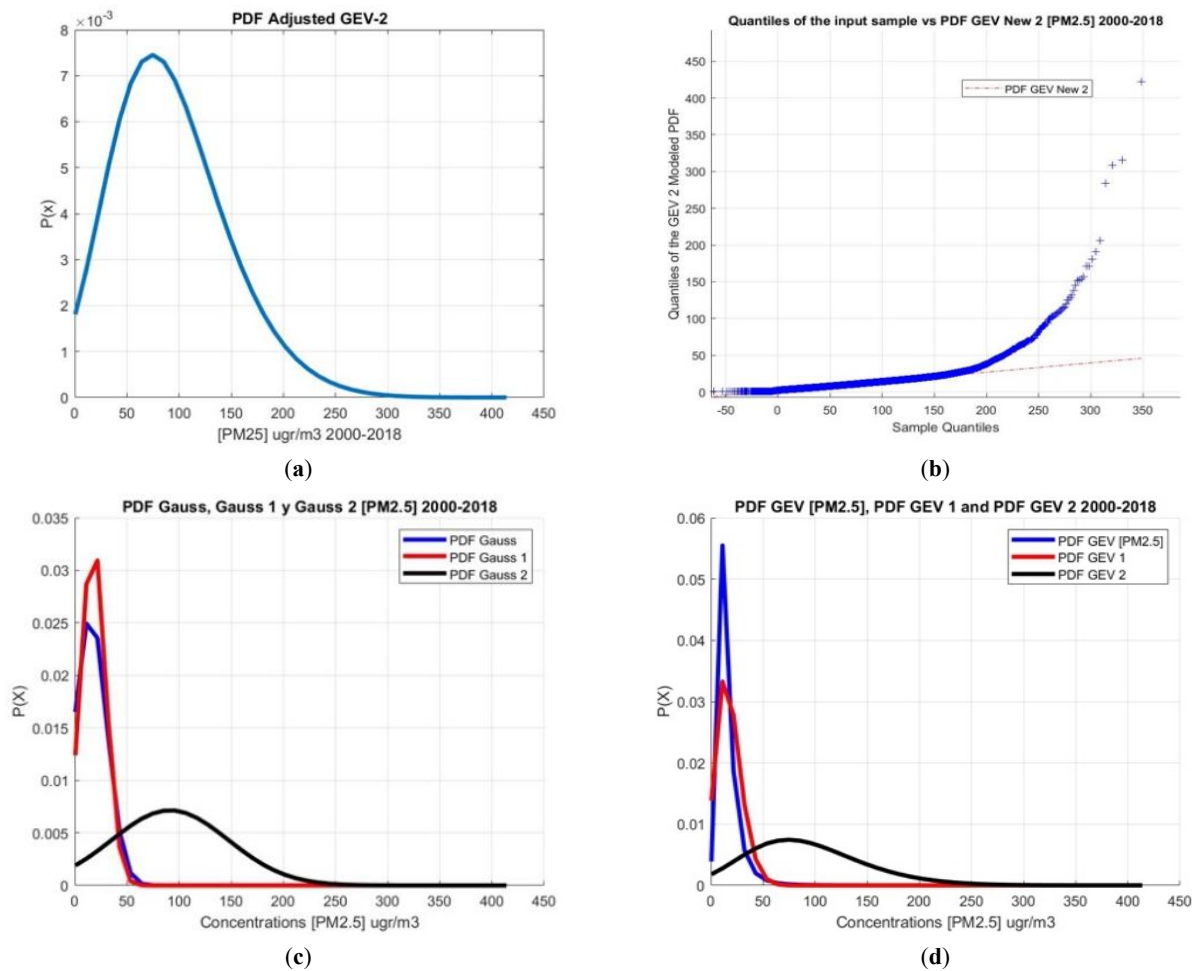 PDF Adjusted GEV-2
×10-3
8
7
6
5
4
3
2
1
0
P(x)
0 50 100 150 200 250 300 350 400 450
[PM25] ugr/m3 2000-2018
(a)
Quantiles of the input sample vs PDF GEV New 2 [PM2.5] 2000-2018
PDF GEV New 2
450
400
350
300
250
200
150
100
50
0
Quantiles of the GEV 2 Modeled PDF
-50 0 50 100 150 200 250 300 350
Sample Quantiles
(b)
PDF Gauss, Gauss 1 y Gauss 2 [PM2.5] 2000-2018
PDF Gauss
PDF Gauss 1
PDF Gauss 2
0.035
0.03
0.025
0.02
0.015
0.01
0.005
0
P(X)
0 50 100 150 200 250 300 350 400 450
Concentrations [PM2.5] ugr/m3
(c)
PDF GEV [PM2.5], PDF GEV 1 and PDF GEV 2 2000-2018
PDF GEV [PM2.5]
PDF GEV 1
PDF GEV 2
0.06
0.05
0.04
0.03
0.02
0.01
0
P(X)
0 50 100 150 200 250 300 350 400 450
Concentrations [PM2.5] ugr/m3
(d)